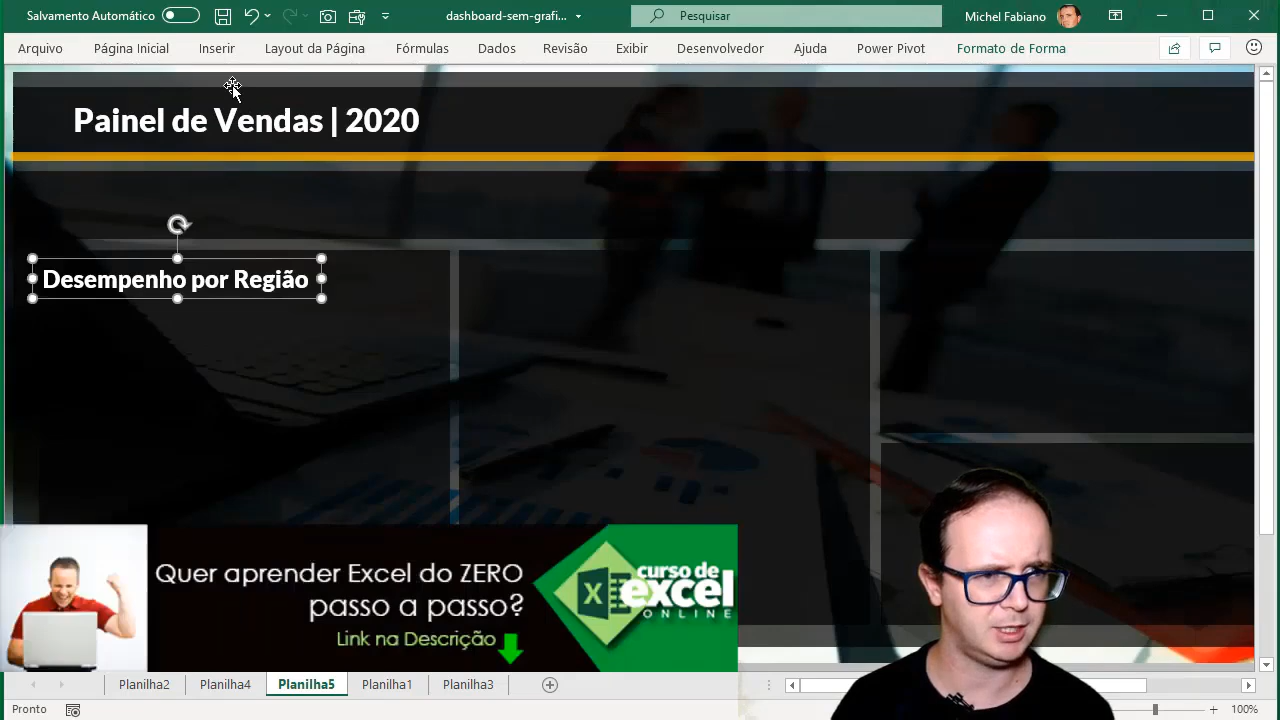 Salvamento Automático
dashboard-sem-grafi...
Pesquisar
Michel Fabiano
Arquivo
Página Inicial
Inserir
Layout da Página
Fórmulas
Dados
Revisão
Exibir
Desenvolvedor
Ajuda
Power Pivot
Formato de Forma
Painel de Vendas | 2020
Desempenho por Região
Quer aprender Excel do ZERO
passo a passo?
Link na Descrição
X
curso de
excel
ONLINE
Planilha2
Planilha4
Planilha5
Planilha1
Planilha3
Pronto
100%